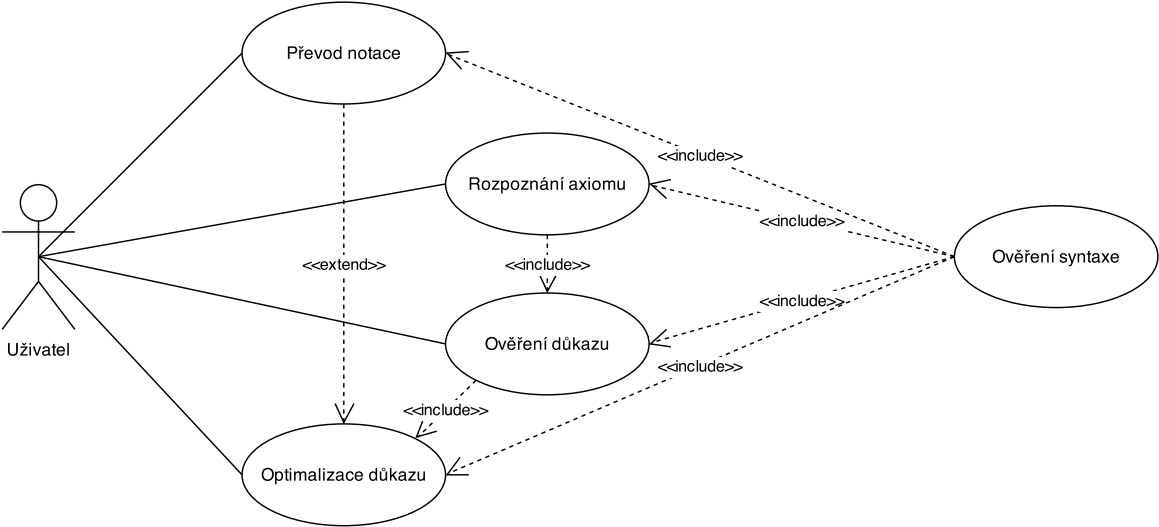 Převod notace
<<include>>
Rozpoznání axiomu
<<include>>
Ověření syntaxe
<<extend>>
<<include>>
<<include>>
Ověření důkazu
Uživatel
<<include>>
<<include>>
Optimalizace důkazu